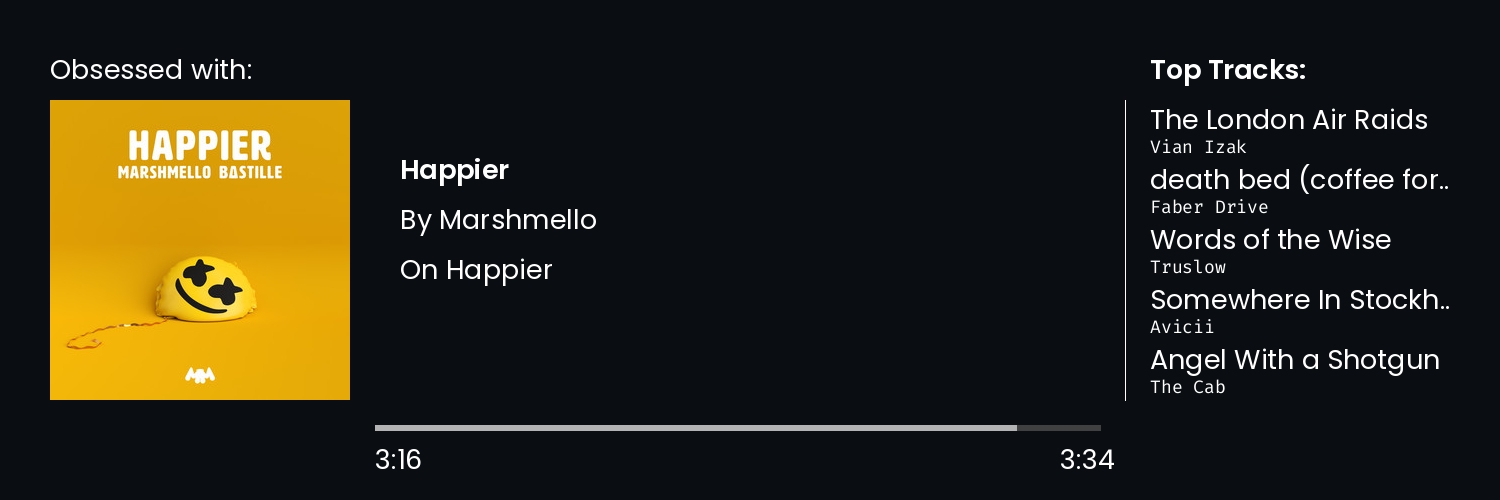 Obsessed with:
HAPPIER
MARSHMELLO BASTILLE
Happier
By Marshmello
On Happier
3:16
3:34
Top Tracks:
The London Air Raids
Vian Izak
death bed (coffee for..
Faber Drive
Words of the Wise
Truslow
Somewhere In Stockh..
Avicii
Angel With a Shotgun
The Cab